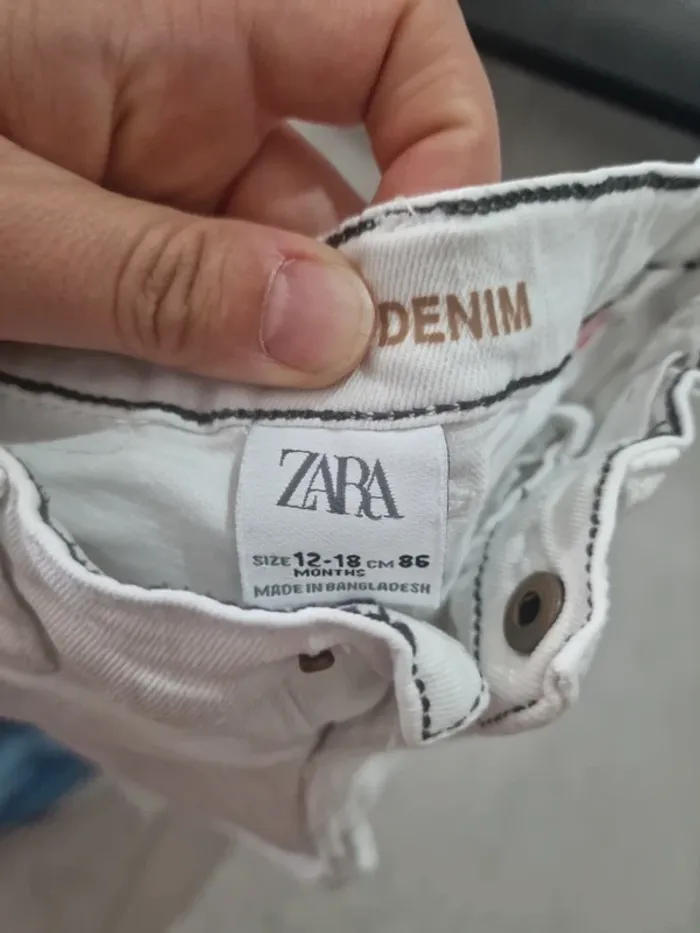 DENIM
ZARA
SIZE 12-18 CM 86
MONTHS
MADE IN BANGLADESH